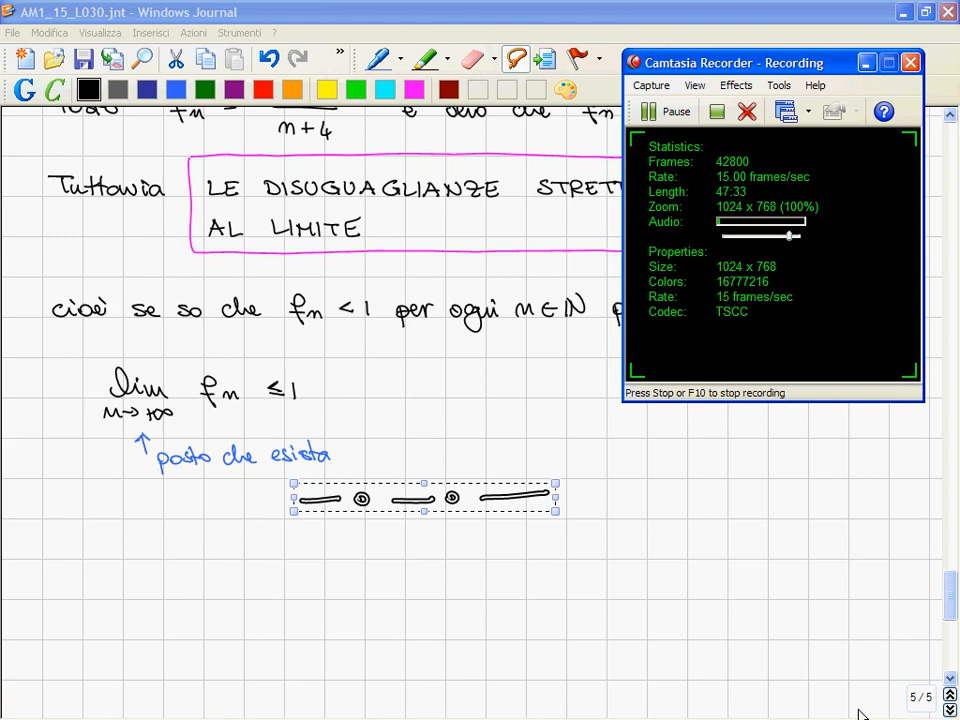 AM1_15_L030.jnt - Windows Journal
File Modifica Visualizza Inserisci Azioni Strumenti ?
Camtasia Recorder - Recording
Capture View Effects Tools Help
Pause
Statistics:
Frames: 42800
Rate: 15.00 frames/sec
Length: 47:33
Zoom: 1024 x 768 (100%)
Audio:
Properties:
Size: 1024 x 768
Colors: 16777216
Rate: 15 frames/sec
Codec: TSCC
Press Stop or F10 to stop recording
fn = n+4 è vero che fn
Tuttavia LE DISUGUAGLIANZE STRETT
AL LIMITE
cioè se so che fn < 1 per ogni n ∈ ℕ
lim fn ≤ 1
n→+∞
↑ posto che esista
5 / 5